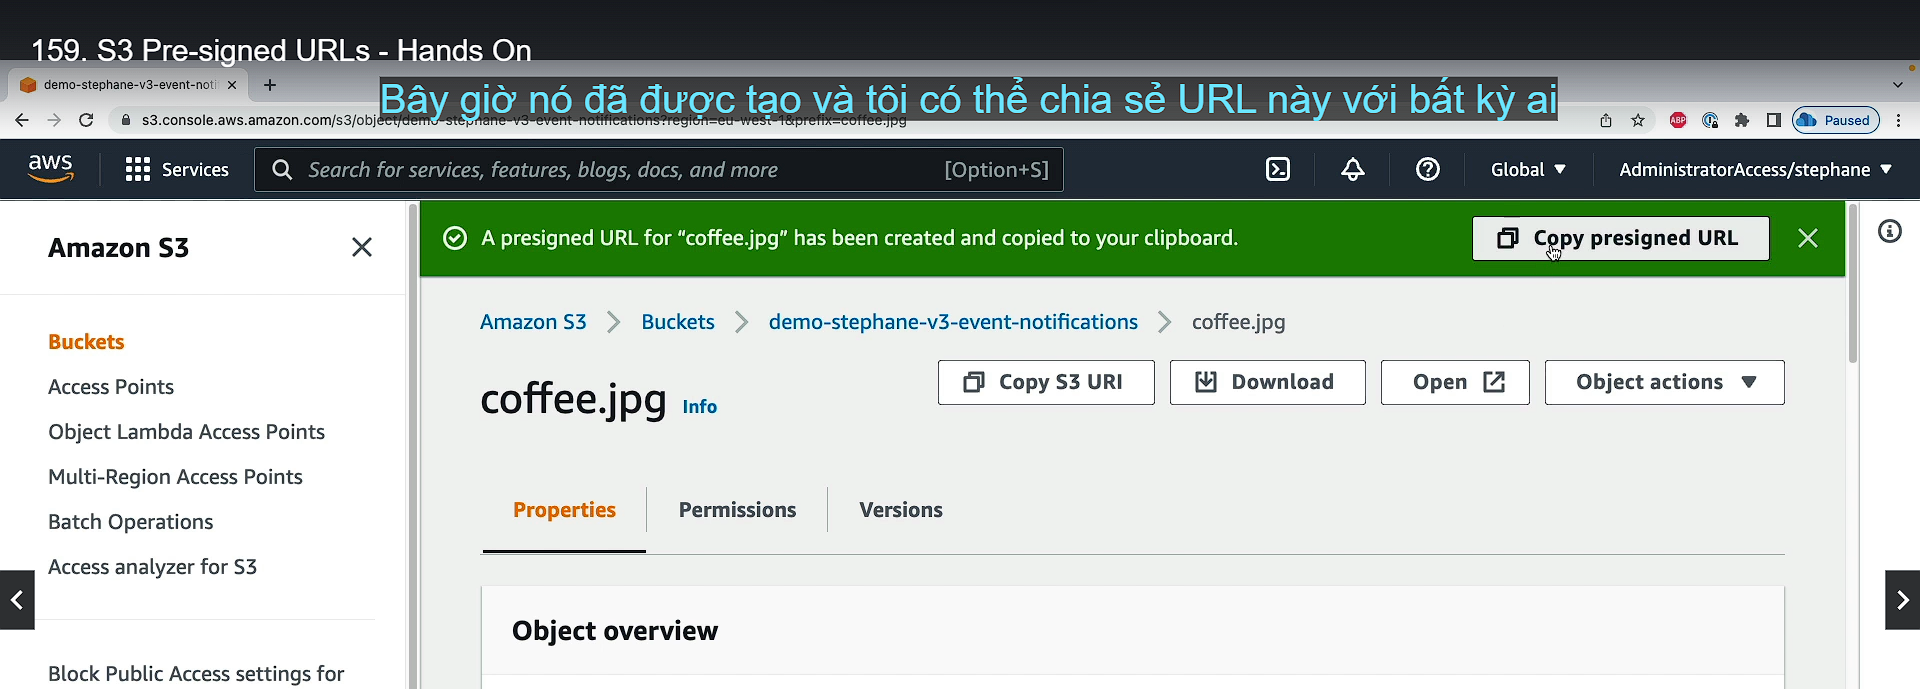 159. S3 Pre-signed URLs - Hands On
demo-stephane-v3-event-noti
Bây giờ nó đã được tạo và tôi có thể chia sẻ URL này với bất kỳ ai
s3.console.aws.amazon.com/s3/object/demo-stephane-v3-event-notifications?region=eu-west-1&prefix=coffee.jpg
ABP
Paused
aws
Services
Search for services, features, blogs, docs, and more
[Option+S]
Global
AdministratorAccess/stephane
Amazon S3
A presigned URL for “coffee.jpg” has been created and copied to your clipboard.
Copy presigned URL
Amazon S3 > Buckets > demo-stephane-v3-event-notifications > coffee.jpg
Buckets
Access Points
Object Lambda Access Points
Multi-Region Access Points
Batch Operations
Access analyzer for S3
Block Public Access settings for
coffee.jpg Info
Copy S3 URI
Download
Open
Object actions
Properties
Permissions
Versions
Object overview